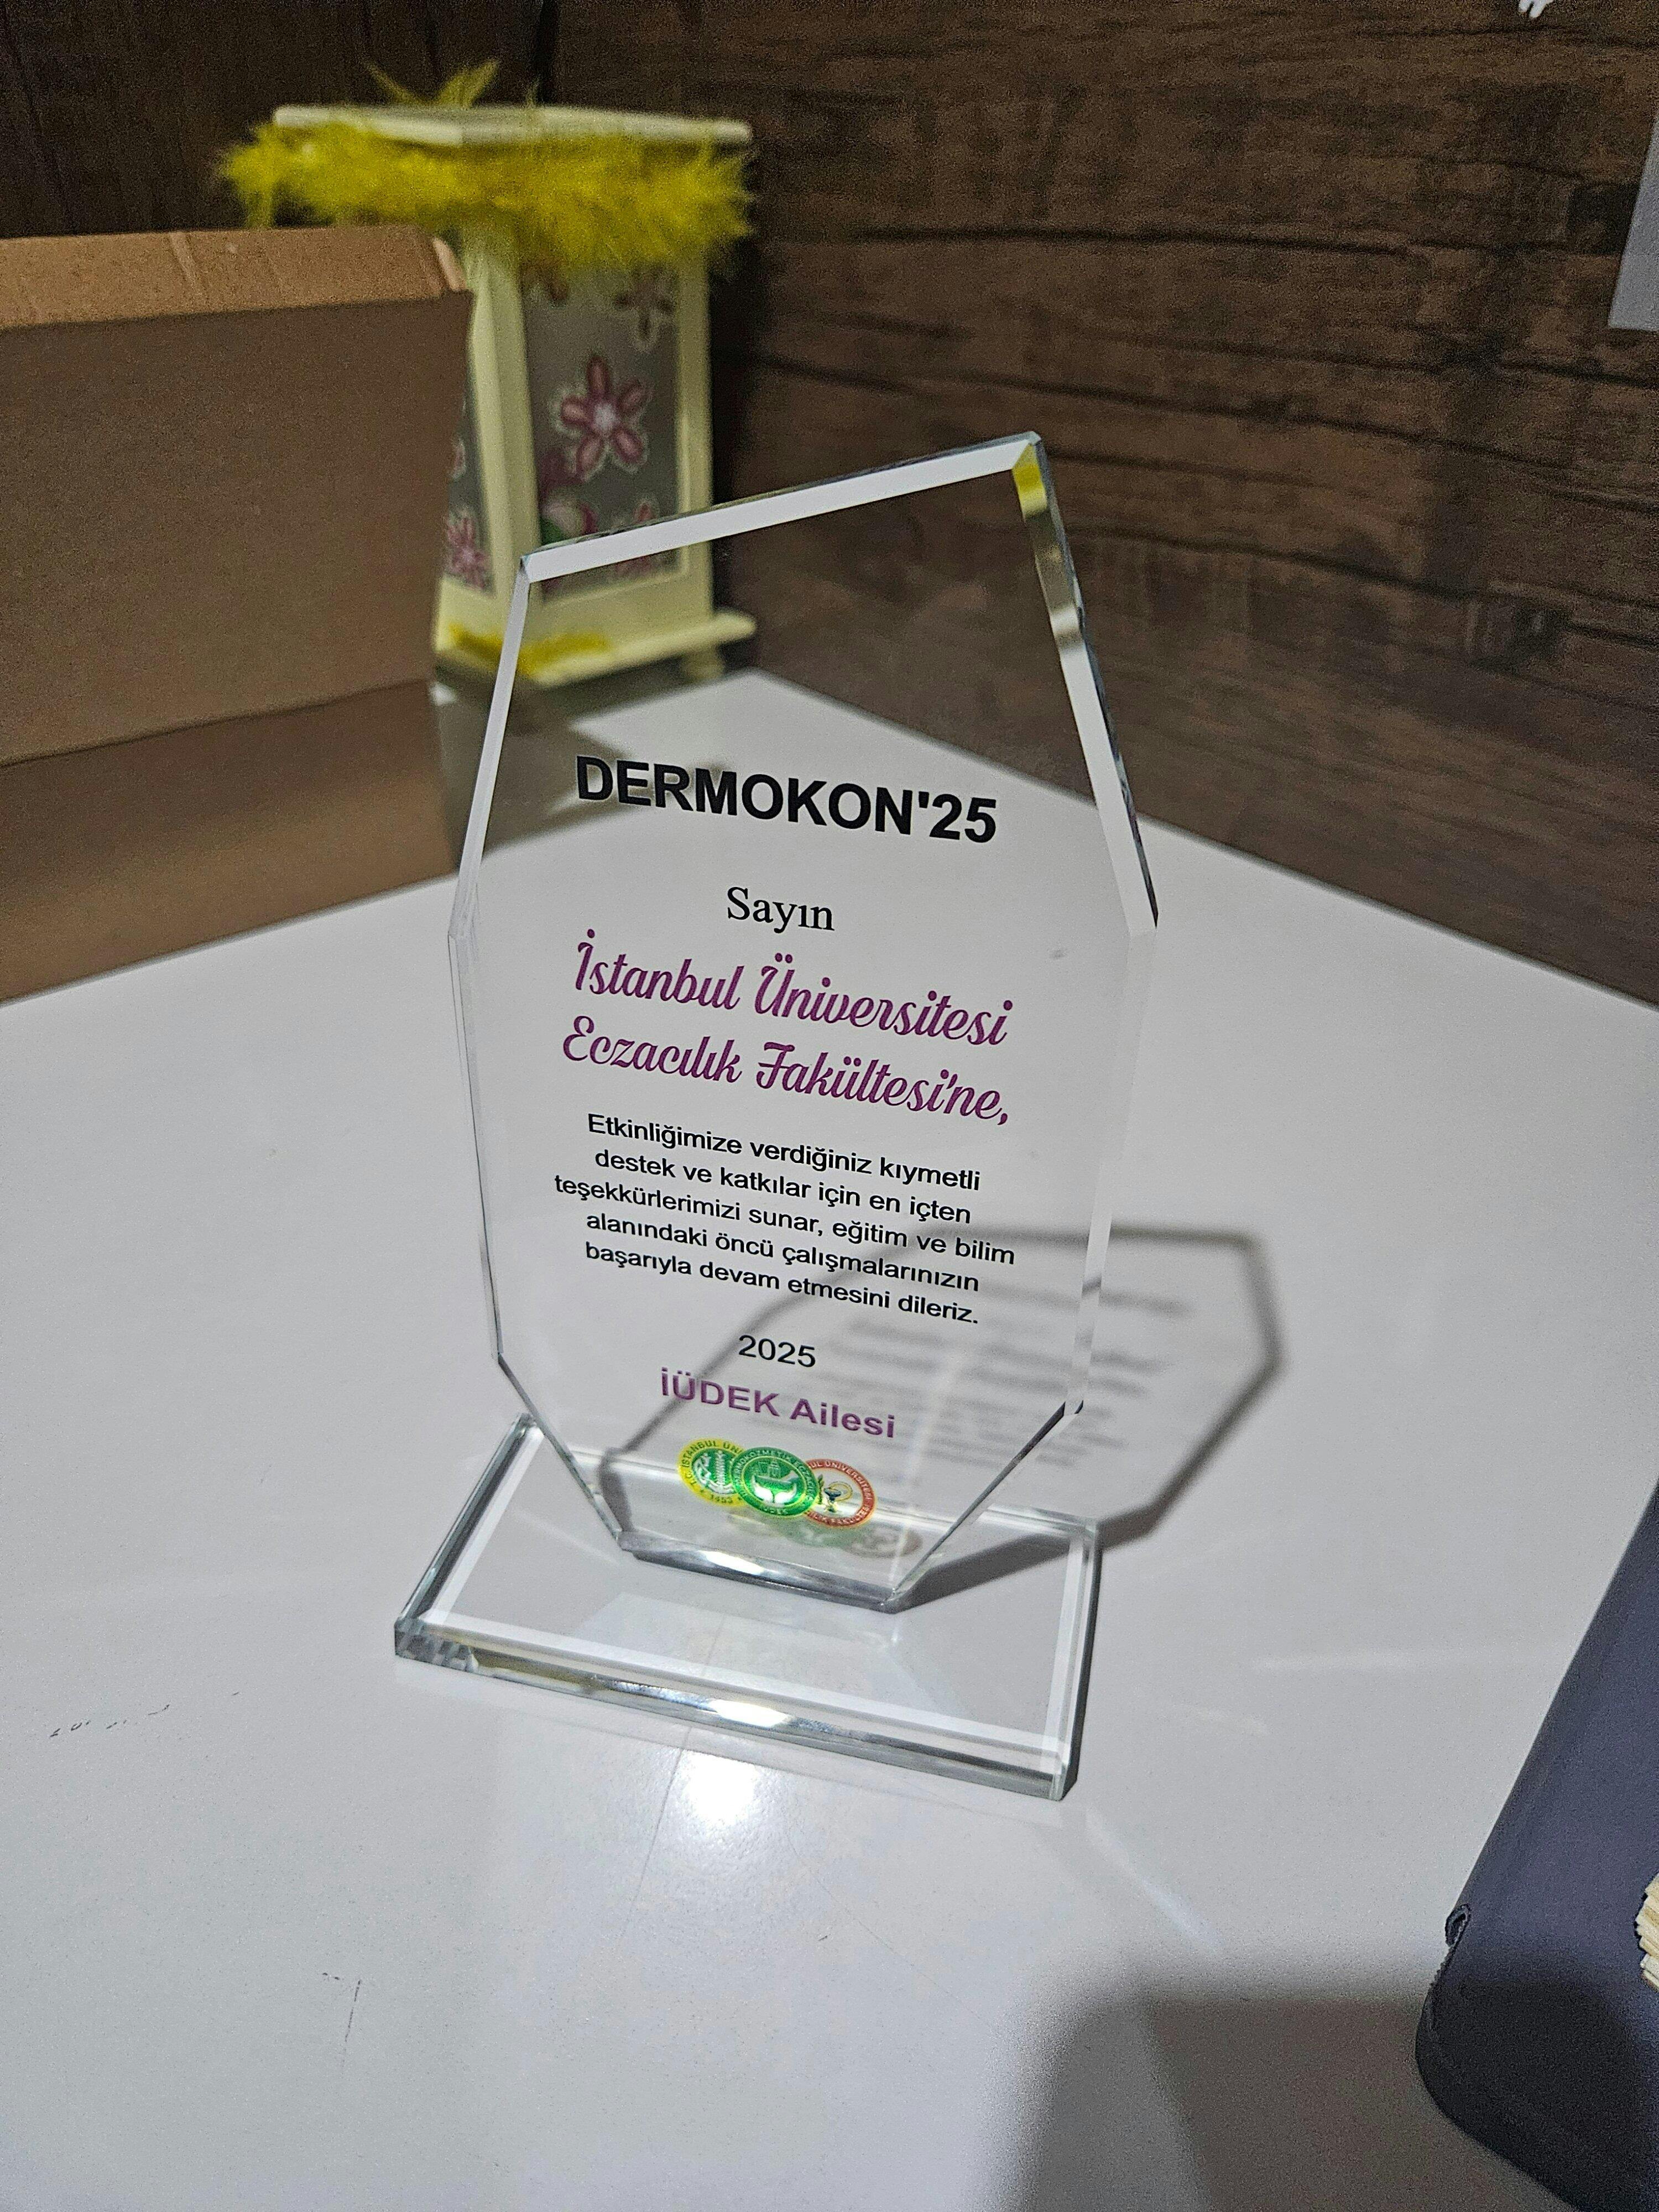 DERMOKON'25
Sayın
İstanbul Üniversitesi
Eczacılık Fakültesi'ne,
Etkinliğimize verdiğiniz kıymetli
destek ve katkılar için en içten
teşekkürlerimizi sunar, eğitim ve bilim
alanındaki öncü çalışmalarınızın
başarıyla devam etmesini dileriz.
2025
İÜDEK Ailesi